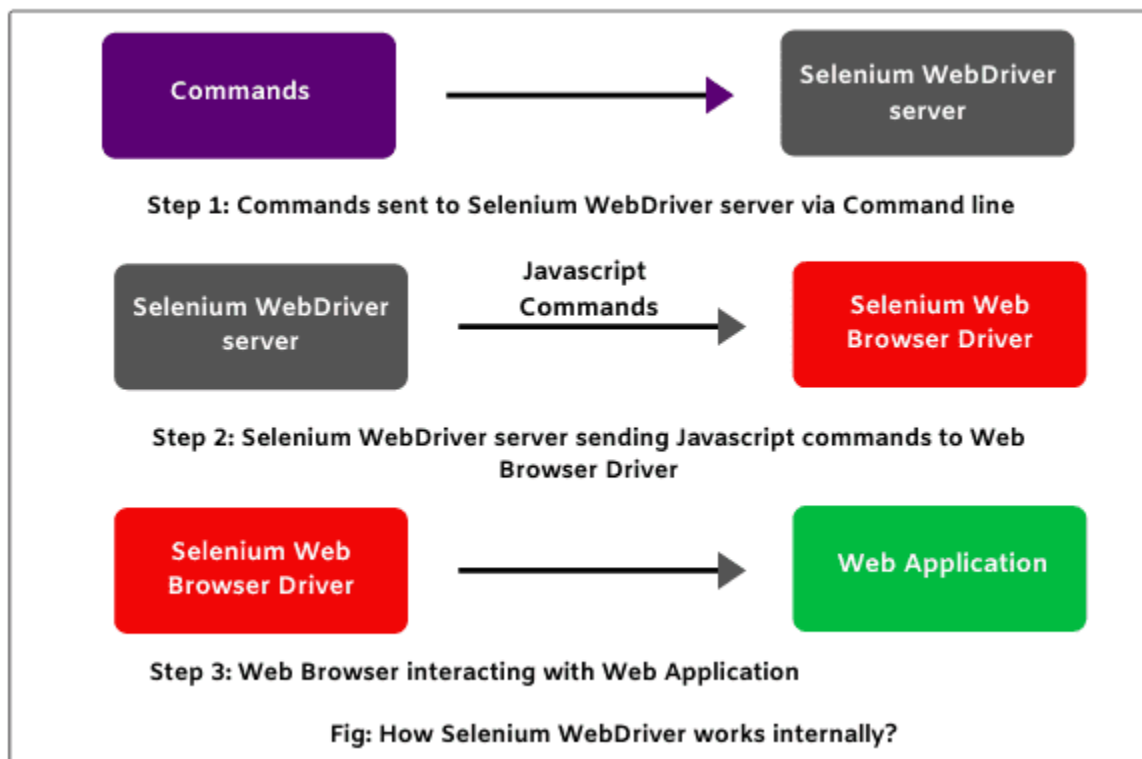 Commands
Selenium WebDriver
server
Step 1: Commands sent to Selenium WebDriver server via Command line
Selenium WebDriver
server
Javascript
Commands
Selenium Web
Browser Driver
Step 2: Selenium WebDriver server sending Javascript commands to Web
Browser Driver
Selenium Web
Browser Driver
Web Application
Step 3: Web Browser interacting with Web Application
Fig: How Selenium WebDriver works internally?